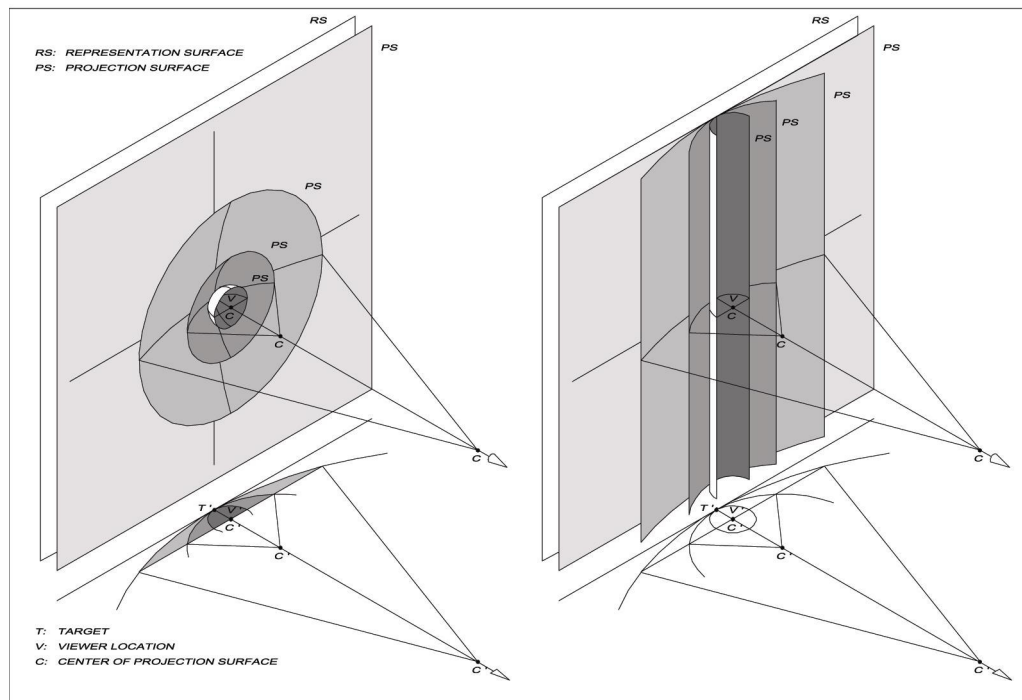 RS
RS: REPRESENTATION SURFACE
PS: PROJECTION SURFACE
PS
PS
PS
PS
V
C
C
C
T'
V'
C'
C'
C'
T: TARGET
V: VIEWER LOCATION
C: CENTER OF PROJECTION SURFACE
RS
PS
PS
PS
PS
V
C
C
C
T'
V'
C'
C'
C'